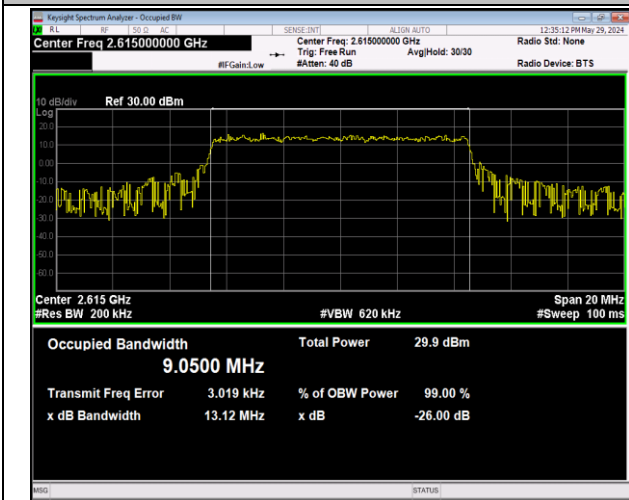 Keysight Spectrum Analyzer - Occupied BW
RL RF 50 Ω AC SENSE:INT ALIGN AUTO 12:35:12 PM May 29, 2024
Center Freq 2.615000000 GHz Center Freq: 2.615000000 GHz Radio Std: None
Trig: Free Run Avg|Hold: 30/30
#IFGain:Low #Atten: 40 dB Radio Device: BTS
10 dB/div Ref 30.00 dBm
Log
20.0
10.0
0.00
-10.0
-20.0
-30.0
-40.0
-50.0
-60.0
Center 2.615 GHz Span 20 MHz
#Res BW 200 kHz #VBW 620 kHz #Sweep 100 ms
Occupied Bandwidth Total Power 29.9 dBm
9.0500 MHz
Transmit Freq Error 3.019 kHz % of OBW Power 99.00 %
x dB Bandwidth 13.12 MHz x dB -26.00 dB
MSG STATUS